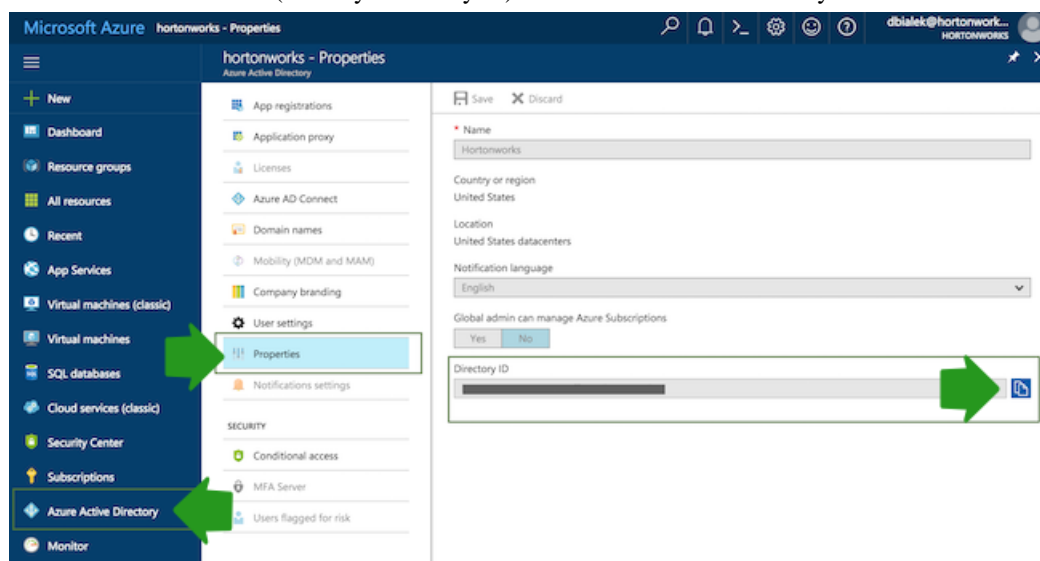 Microsoft Azure hortonworks - Properties
dbialek@hortonwork...
HORTONWORKS
hortonworks - Properties
Azure Active Directory
New
Dashboard
Resource groups
All resources
Recent
App Services
Virtual machines (classic)
Virtual machines
SQL databases
Cloud services (classic)
Security Center
Subscriptions
Azure Active Directory
Monitor
App registrations
Application proxy
Licenses
Azure AD Connect
Domain names
Mobility (MDM and MAM)
Company branding
User settings
Properties
Notifications settings
SECURITY
Conditional access
MFA Server
Users flagged for risk
Save Discard
* Name
Hortonworks
Country or region
United States
Location
United States datacenters
Notification language
English
Global admin can manage Azure Subscriptions
Yes No
Directory ID